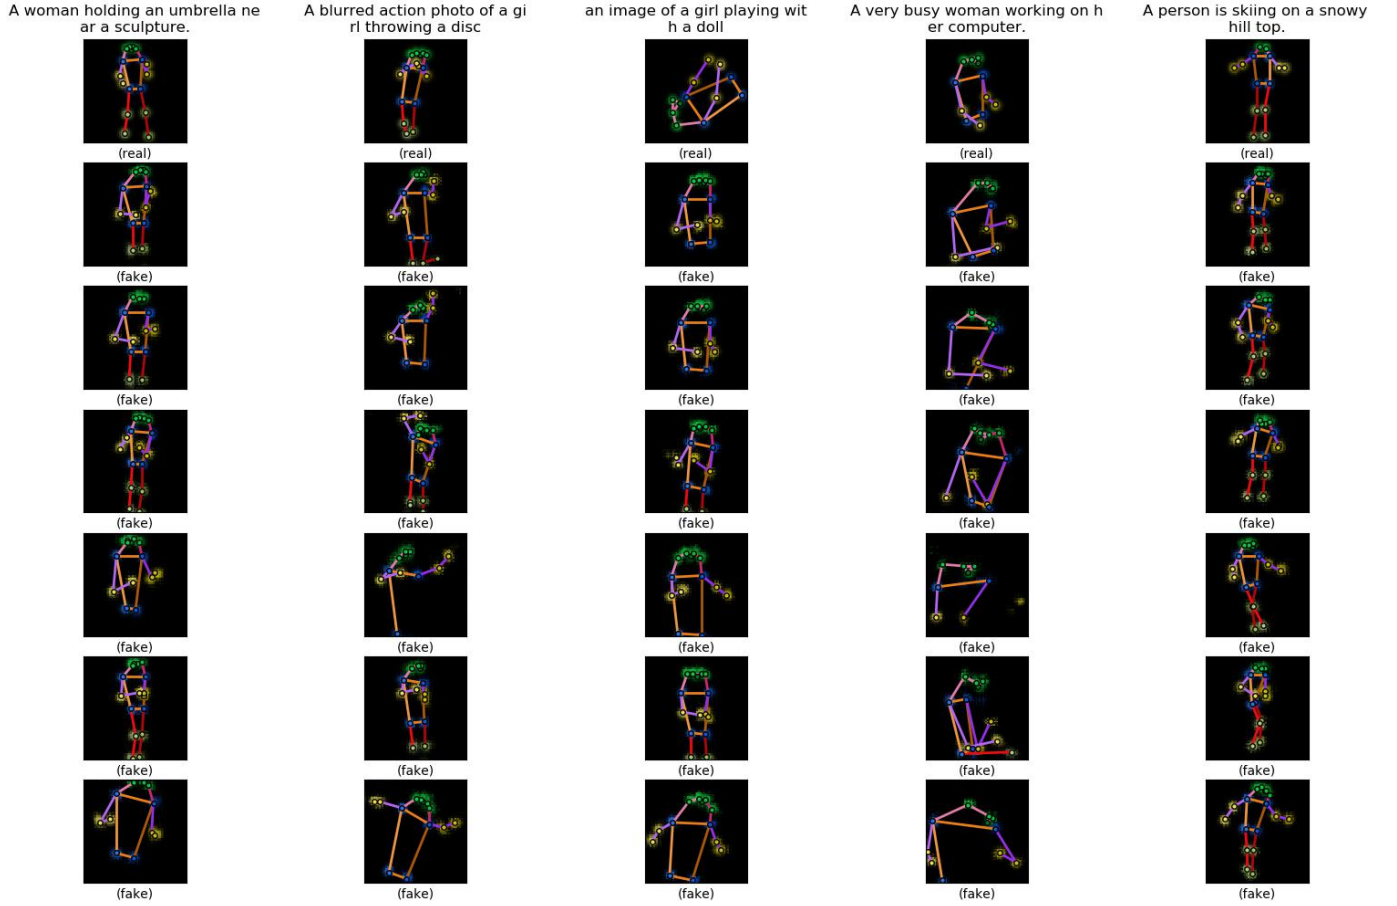 A woman holding an umbrella ne
ar a sculpture.
A blurred action photo of a gi
rl throwing a disc
an image of a girl playing wit
h a doll
A very busy woman working on h
er computer.
A person is skiing on a snowy
hill top.
(real) (real) (real) (real) (real)
(fake) (fake) (fake) (fake) (fake)
(fake) (fake) (fake) (fake) (fake)
(fake) (fake) (fake) (fake) (fake)
(fake) (fake) (fake) (fake) (fake)
(fake) (fake) (fake) (fake) (fake)
(fake) (fake) (fake) (fake) (fake)